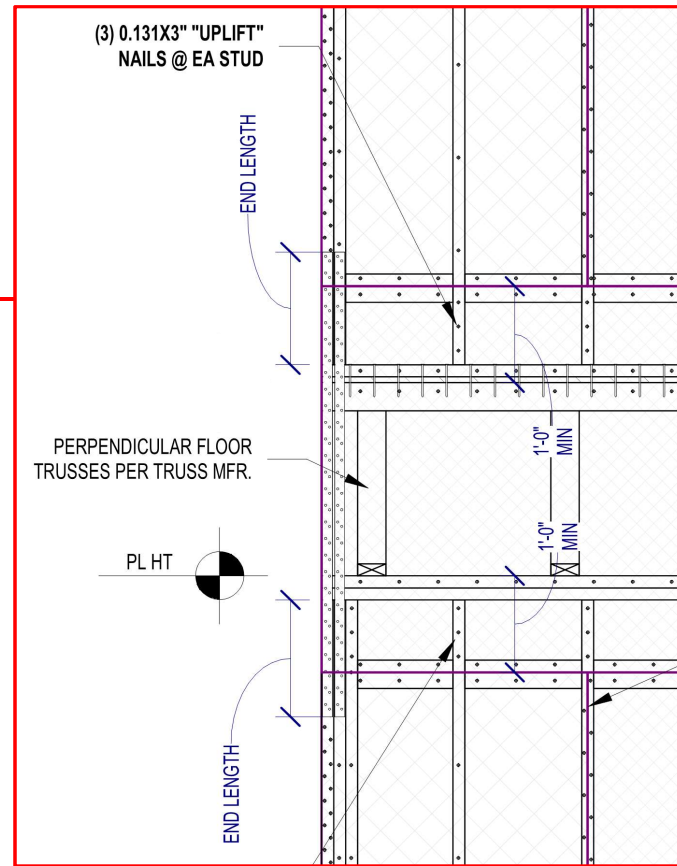 (3) 0.131X3" "UPLIFT"
NAILS @ EA STUD
END LENGTH
1'-0"
MIN
PERPENDICULAR FLOOR
TRUSSES PER TRUSS MFR.
1'-0"
MIN
PL HT
END LENGTH